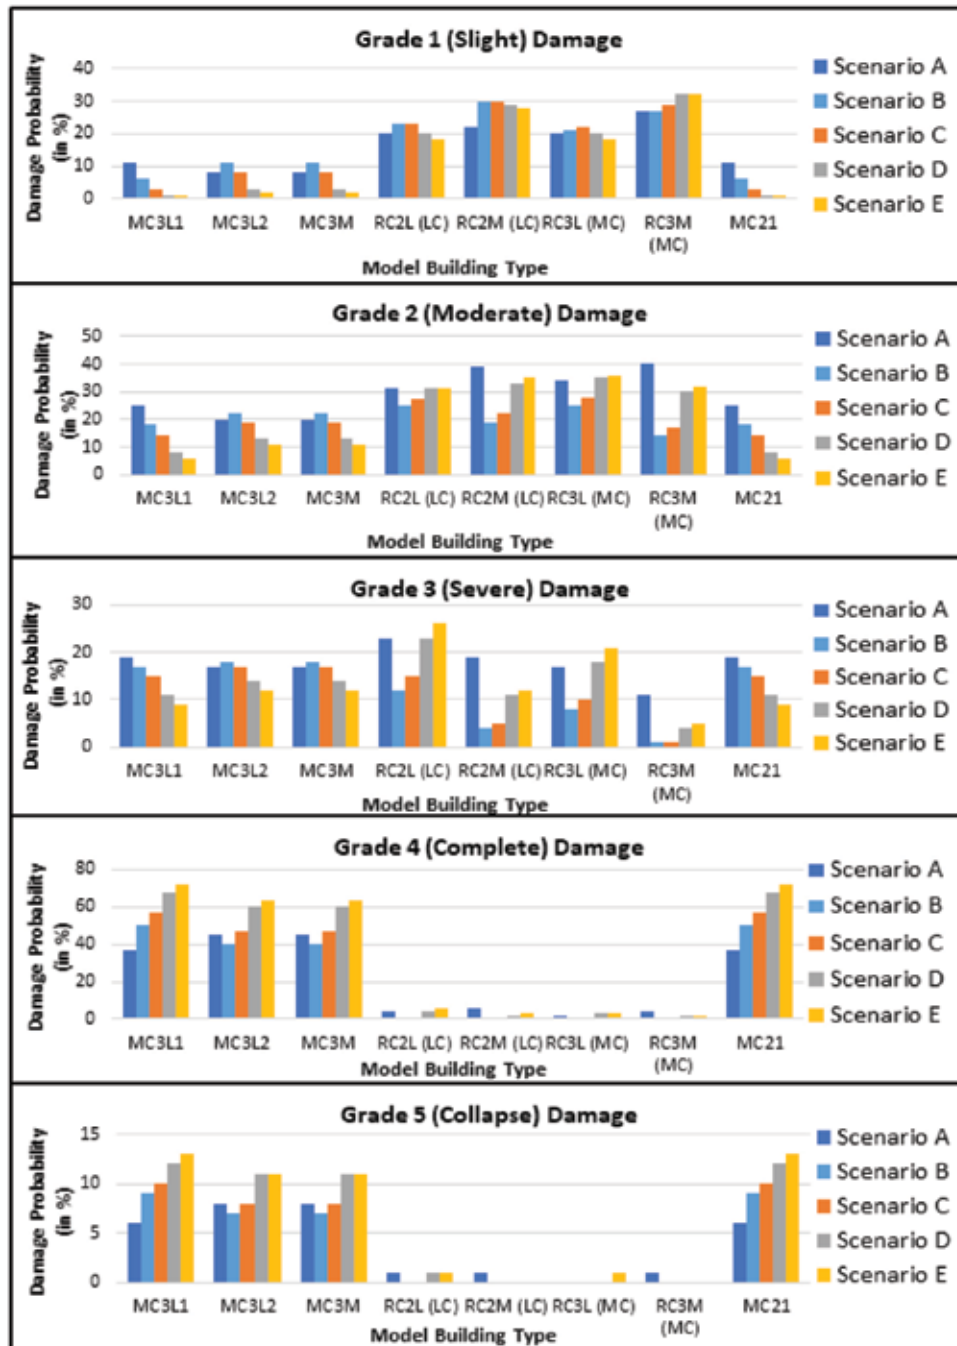 Grade 1 (Slight) Damage
Damage Probability
(in %)
40
30
20
10
0
MC3L1 MC3L2 MC3M RC2L (LC) RC2M (LC) RC3L (MC) RC3M (MC) MC21
Model Building Type
Scenario A
Scenario B
Scenario C
Scenario D
Scenario E
Grade 2 (Moderate) Damage
Damage Probability
(in %)
50
40
30
20
10
0
MC3L1 MC3L2 MC3M RC2L (LC) RC2M (LC) RC3L (MC) RC3M (MC) MC21
Model Building Type
Scenario A
Scenario B
Scenario C
Scenario D
Scenario E
Grade 3 (Severe) Damage
Damage Probability
(in %)
30
20
10
0
MC3L1 MC3L2 MC3M RC2L (LC) RC2M (LC) RC3L (MC) RC3M (MC) MC21
Model Building Type
Scenario A
Scenario B
Scenario C
Scenario D
Scenario E
Grade 4 (Complete) Damage
Damage Probability
(in %)
80
60
40
20
0
MC3L1 MC3L2 MC3M RC2L (LC) RC2M (LC) RC3L (MC) RC3M (MC) MC21
Model Building Type
Scenario A
Scenario B
Scenario C
Scenario D
Scenario E
Grade 5 (Collapse) Damage
Damage Probability
(in %)
15
10
5
0
MC3L1 MC3L2 MC3M RC2L (LC) RC2M (LC) RC3L (MC) RC3M (MC) MC21
Model Building Type
Scenario A
Scenario B
Scenario C
Scenario D
Scenario E